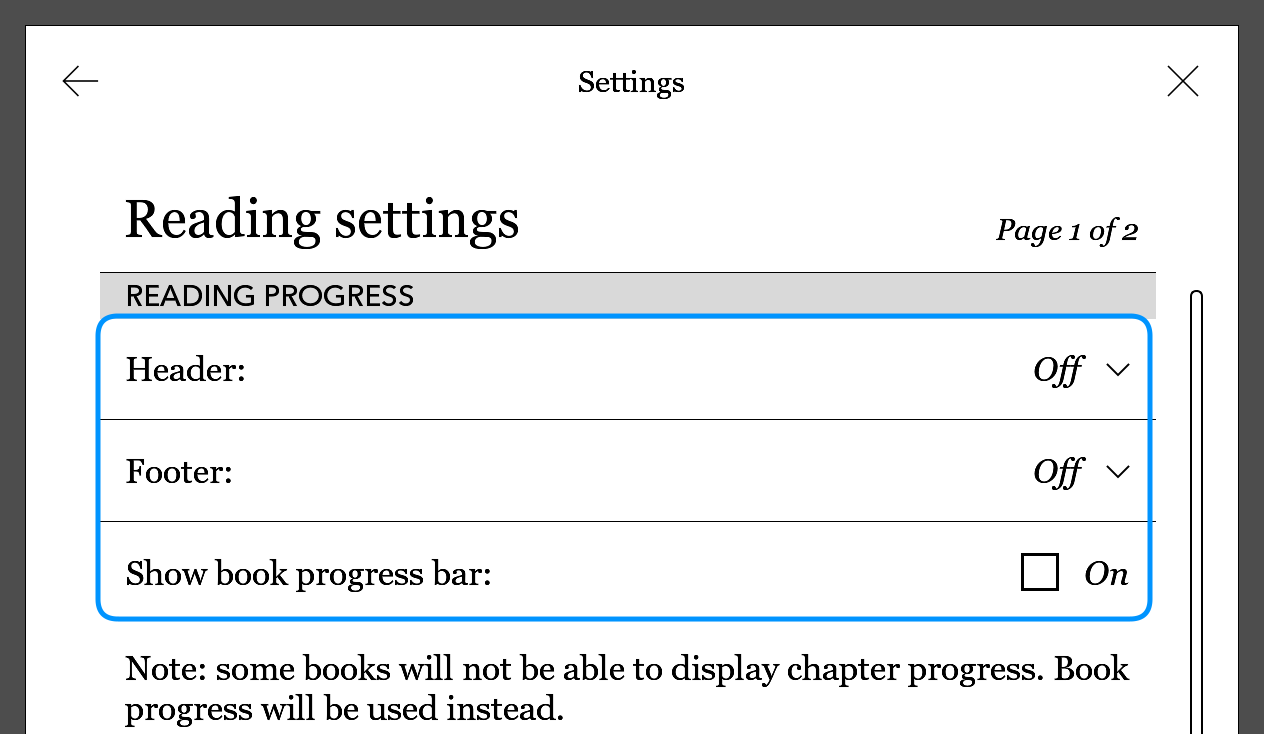 Settings
Reading settings
Page 1 of 2
READING PROGRESS
Header: Off
Footer: Off
Show book progress bar: On
Note: some books will not be able to display chapter progress. Book
progress will be used instead.